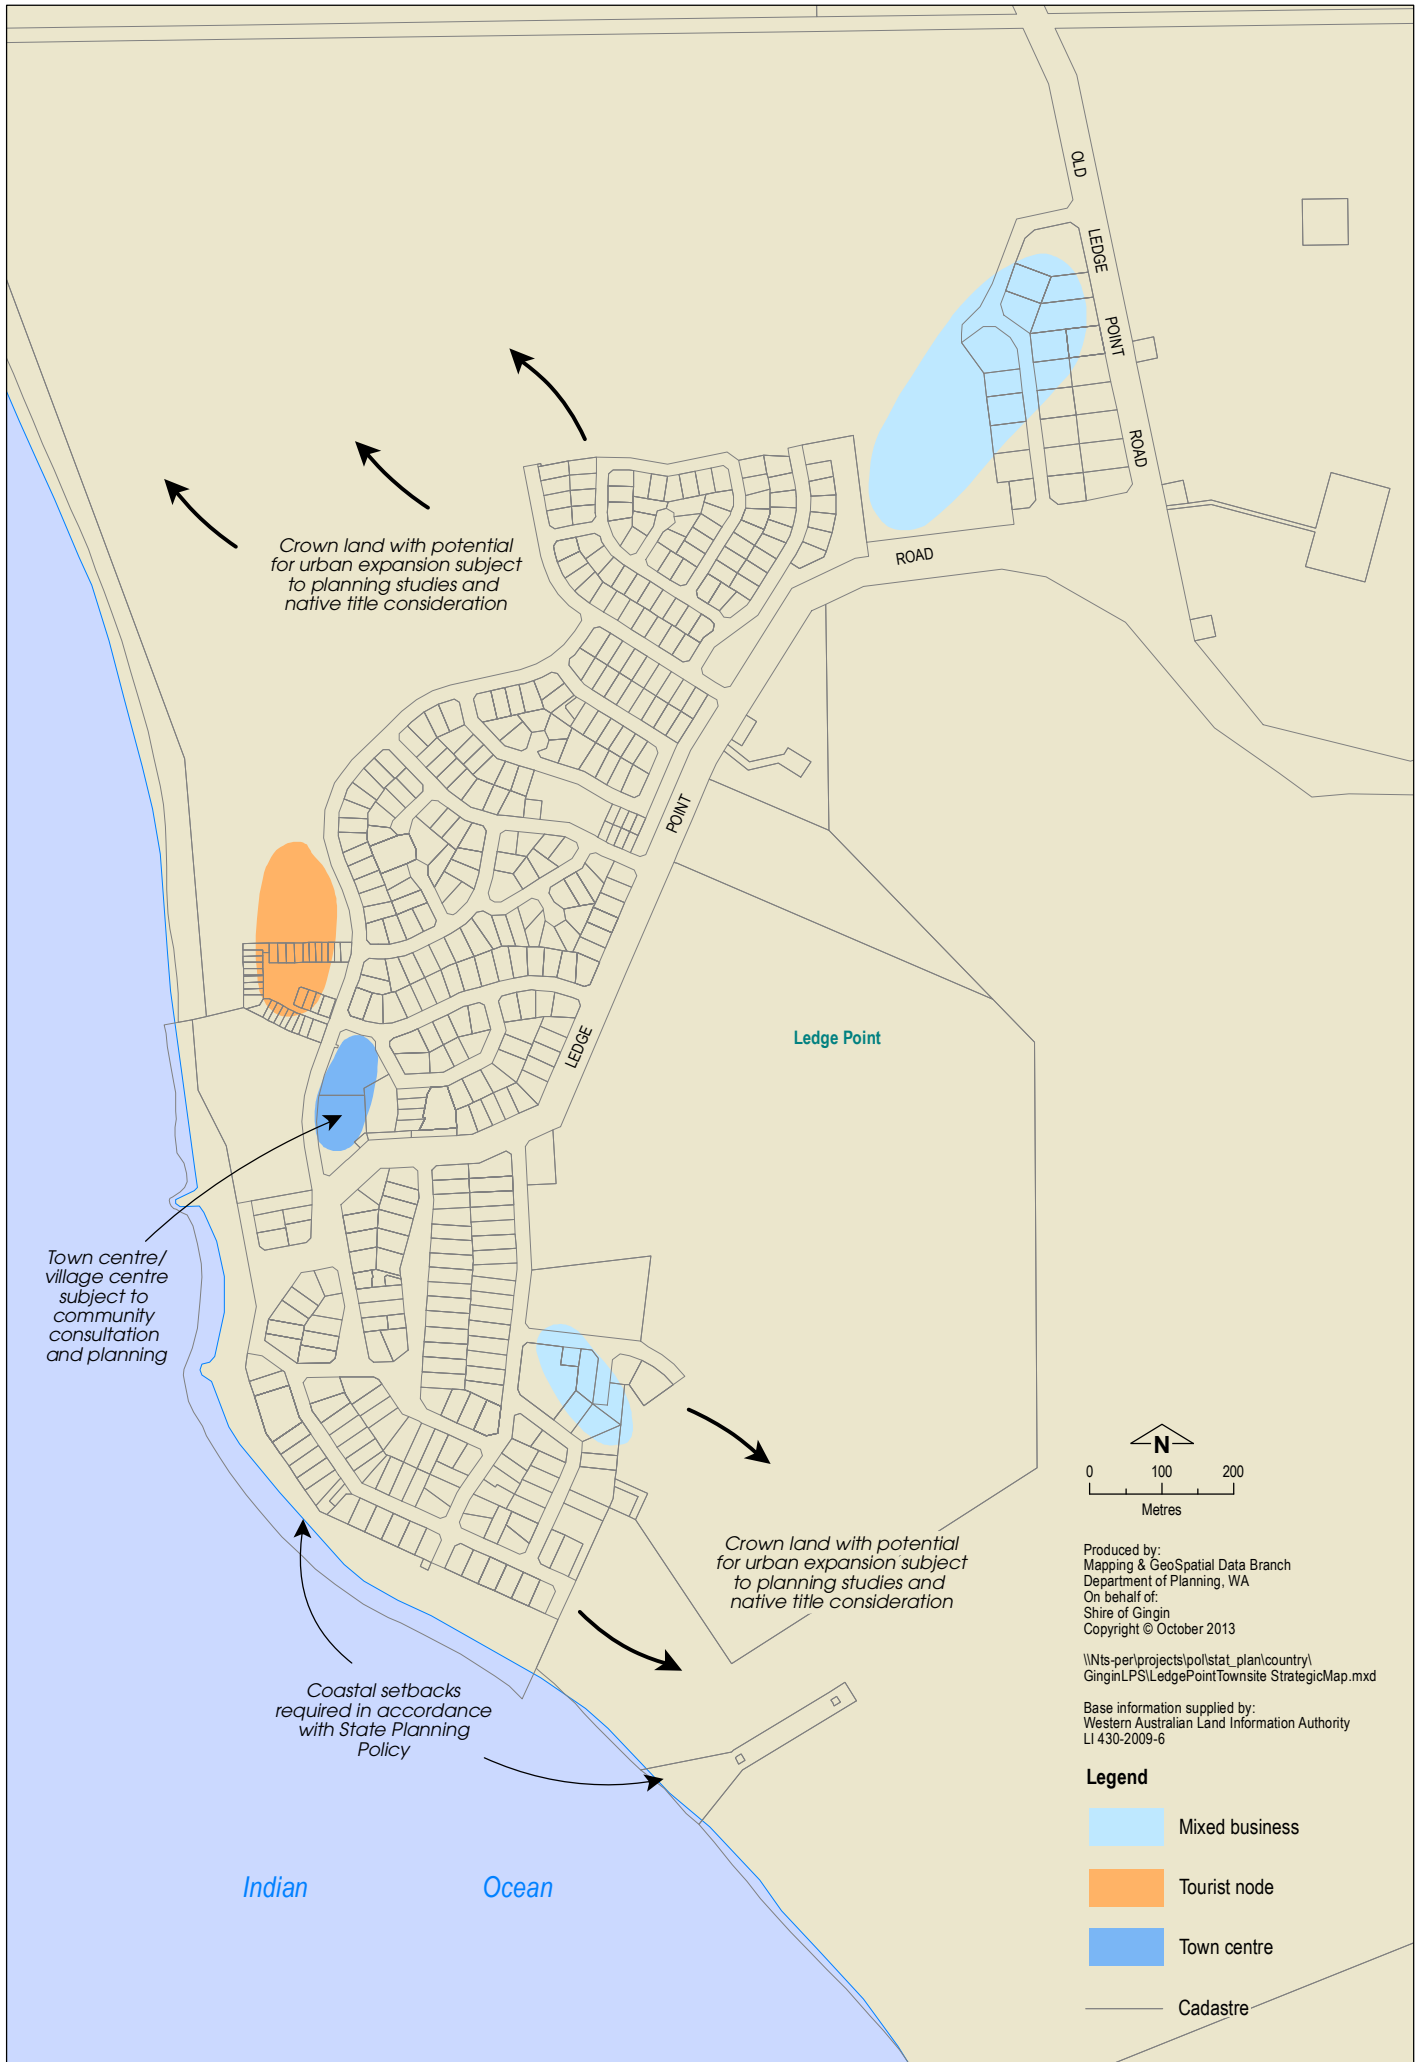 OLD
LEDGE
POINT
ROAD
ROAD
Crown land with potential
for urban expansion subject
to planning studies and
native title consideration
POINT
LEDGE
Ledge Point
Town centre/
village centre
subject to
community
consultation
and planning
N
0 100 200
Metres
Crown land with potential
for urban expansion subject
to planning studies and
native title consideration
Produced by:
Mapping & GeoSpatial Data Branch
Department of Planning, WA
On behalf of:
Shire of Gingin
Copyright © October 2013
\\Nts-per\projects\pol\stat_plan\country\
GinginLPS\LedgePointTownsite StrategicMap.mxd
Base information supplied by:
Western Australian Land Information Authority
LI 430-2009-6
Coastal setbacks
required in accordance
with State Planning
Policy
Legend
Mixed business
Tourist node
Town centre
Cadastre
Indian Ocean